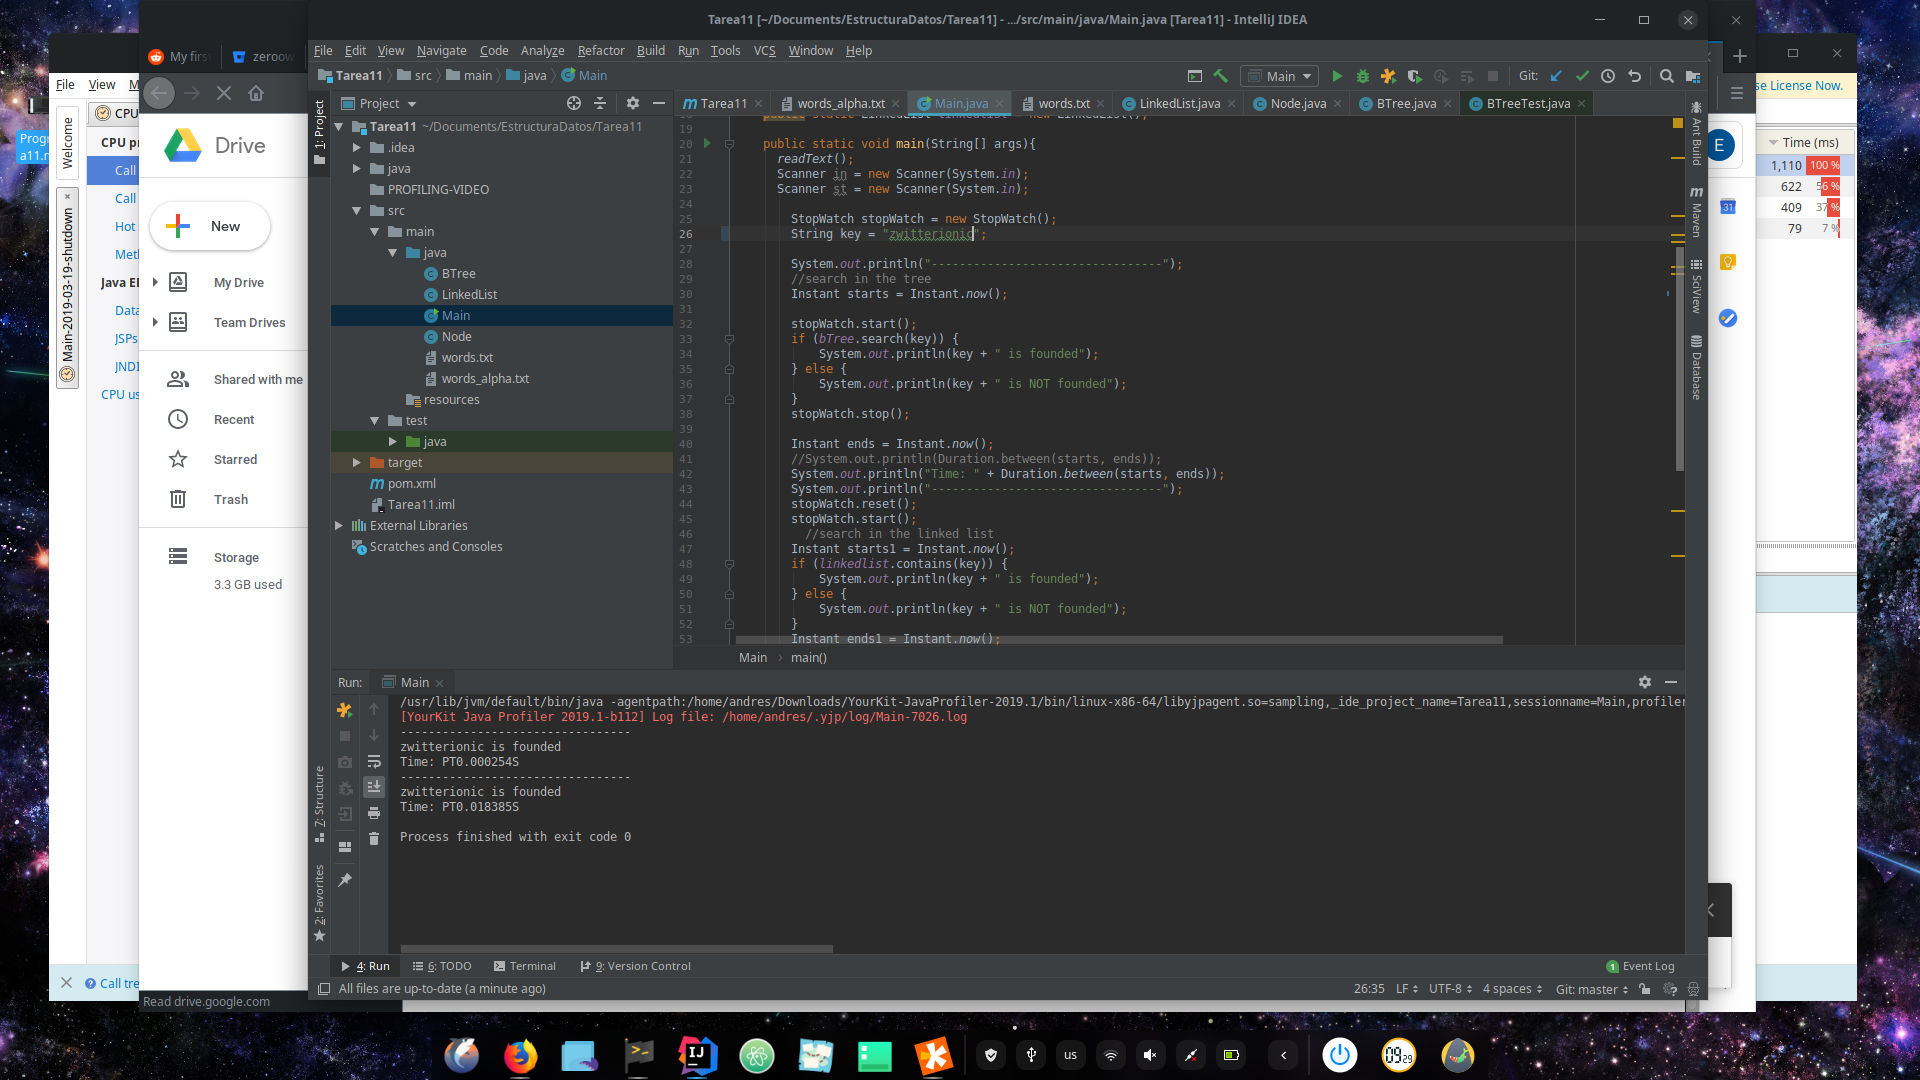 Tarea11 [~/Documents/EstructuraDatos/Tarea11] - .../src/main/java/Main.java [Tarea11] - IntelliJ IDEA
File Edit View Navigate Code Analyze Refactor Build Run Tools VCS Window Help
Tarea11 src main java Main
Main
Git:
Project
Tarea11 words_alpha.txt Main.java words.txt LinkedList.java Node.java BTree.java BTreeTest.java
Tarea11 ~/Documents/EstructuraDatos/Tarea11
.idea
java
PROFILING-VIDEO
src
main
java
BTree
LinkedList
Main
Node
words.txt
words_alpha.txt
resources
test
java
target
pom.xml
Tarea11.iml
External Libraries
Scratches and Consoles
19
20 public static void main(String[] args){
21 readText();
22 Scanner in = new Scanner(System.in);
23 Scanner st = new Scanner(System.in);
24
25 StopWatch stopWatch = new StopWatch();
26 String key = "zwitterionic";
27
28 System.out.println("---------------------------------");
29 //search in the tree
30 Instant starts = Instant.now();
31
32 stopWatch.start();
33 if (bTree.search(key)) {
34 System.out.println(key + " is founded");
35 } else {
36 System.out.println(key + " is NOT founded");
37 }
38 stopWatch.stop();
39
40 Instant ends = Instant.now();
41 //System.out.println(Duration.between(starts, ends));
42 System.out.println("Time: " + Duration.between(starts, ends));
43 System.out.println("---------------------------------");
44 stopWatch.reset();
45 stopWatch.start();
46 //search in the linked list
47 Instant starts1 = Instant.now();
48 if (linkedlist.contains(key)) {
49 System.out.println(key + " is founded");
50 } else {
51 System.out.println(key + " is NOT founded");
52 }
53 Instant ends1 = Instant.now();
Main main()
Run: Main
/usr/lib/jvm/default/bin/java -agentpath:/home/andres/Downloads/YourKit-JavaProfiler-2019.1/bin/linux-x86-64/libyjpagent.so=sampling,_ide_project_name=Tarea11,sessionname=Main,profiler
[YourKit Java Profiler 2019.1-b112] Log file: /home/andres/.yjp/log/Main-7026.log
---------------------------------
zwitterionic is founded
Time: PT0.000254S
---------------------------------
zwitterionic is founded
Time: PT0.018385S
Process finished with exit code 0
4: Run 6: TODO Terminal 9: Version Control
1 Event Log
All files are up-to-date (a minute ago)
26:35 LF UTF-8 4 spaces Git: master
1: Project
7: Structure
2: Favorites
Ant Build
Maven
SciView
Database
My firs
zeroow
Drive
New
My Drive
Team Drives
Shared with me
Recent
Starred
Trash
Storage
3.3 GB used
Read drive.google.com
File View M
Welcome
Main-2019-03-19-shutdown
CPU
CPU p
Call
Call
Hot
Meth
Java E
Data
JSPs
JNDI
CPU us
Call tre
Progr
a11.n
se License Now.
Time (ms)
1,110 100 %
622 56 %
409 37 %
79 7 %
E
31
us
09 29